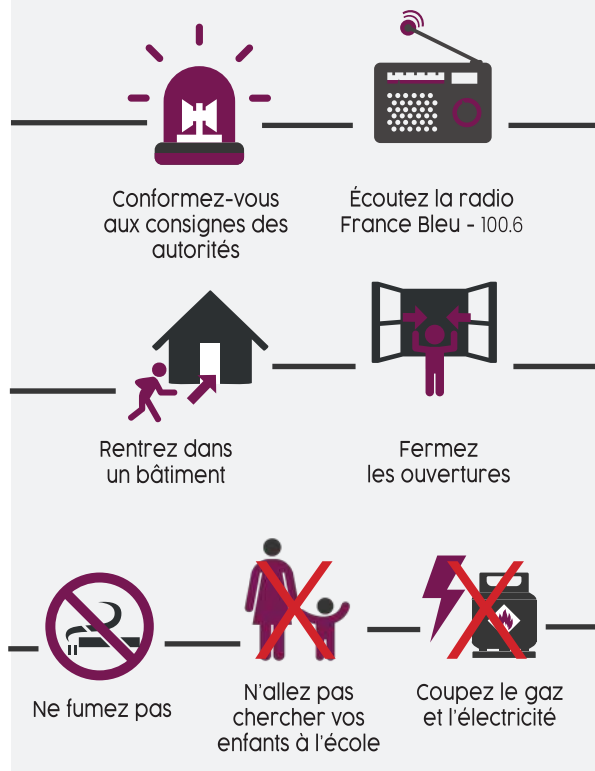 Conformez-vous
aux consignes des
autorités
Écoutez la radio
France Bleu - 100.6
Rentrez dans
un bâtiment
Fermez
les ouvertures
Ne fumez pas
N'allez pas
chercher vos
enfants à l'école
Coupez le gaz
et l'électricité